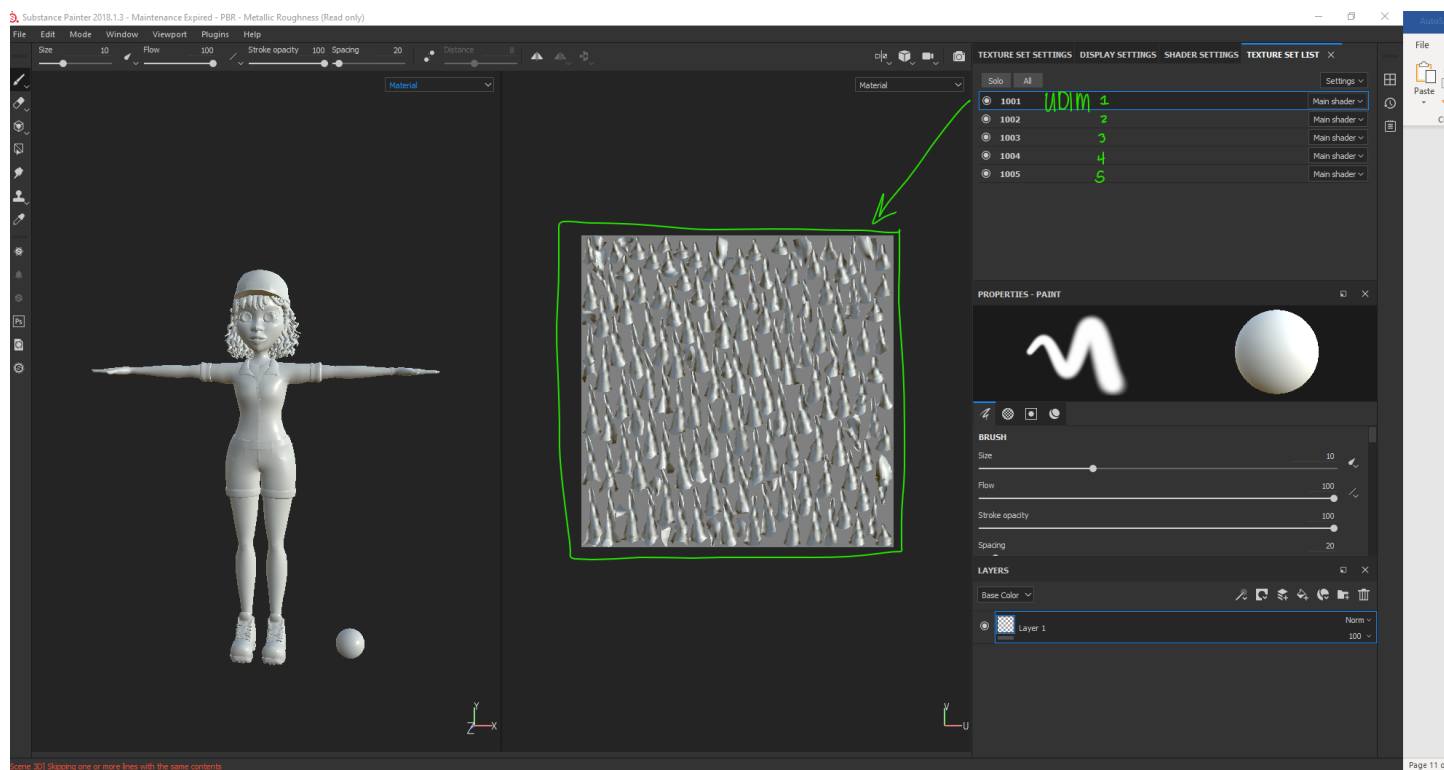 Substance Painter 2018.1.3 - Maintenance Expired - PBR - Metallic Roughness (Read only)
AutoS
File Edit Mode Window Viewport Plugins Help
File
Size 10 Flow 100 Stroke opacity 100 Spacing 20 Distance 8
TEXTURE SET SETTINGS DISPLAY SETTINGS SHADER SETTINGS TEXTURE SET LIST
Material
Material
Solo All Settings
Paste
1001 UDIM 1 Main shader
1002 2 Main shader
1003 3 Main shader
1004 4 Main shader
1005 5 Main shader
PROPERTIES - PAINT
Ps
BRUSH
Size 10
Flow 100
Stroke opacity 100
Spacing 20
LAYERS
Base Color
Layer 1 Norm
100
Y
Z X
V
U
[Scene 3D] Skipping one or more lines with the same contents
Page 11 o